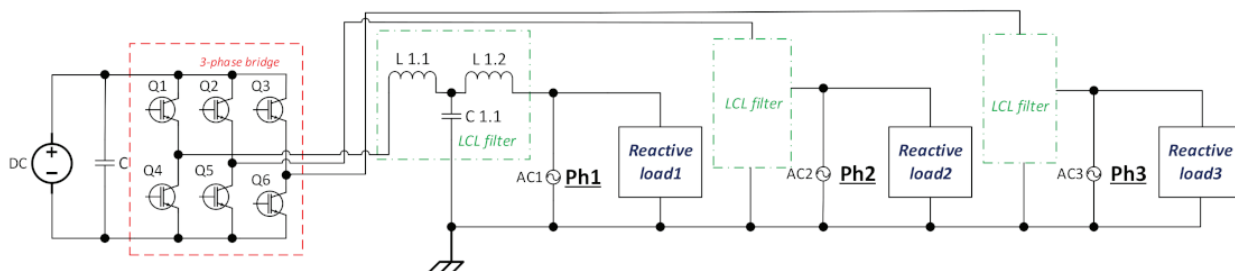 3-phase bridge
Q1
Q2
Q3
DC
C
Q4
Q5
Q6
L 1.1
L 1.2
C 1.1
LCL filter
AC1
Ph1
Reactive
load1
LCL filter
AC2
Ph2
Reactive
load2
LCL filter
AC3
Ph3
Reactive
load3